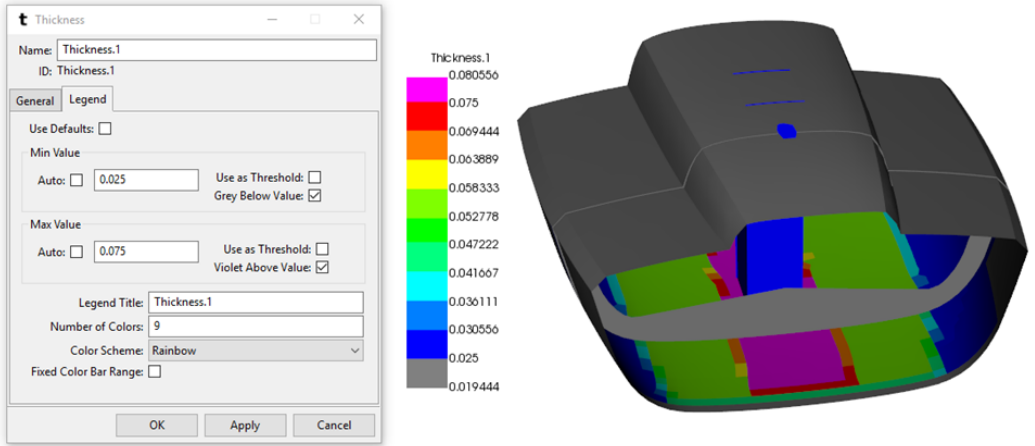 t Thickness
Name: Thickness.1
ID: Thickness.1
General Legend
Use Defaults:
Min Value
Auto: 0.025 Use as Threshold:
Grey Below Value:
Max Value
Auto: 0.075 Use as Threshold:
Violet Above Value:
Legend Title: Thickness.1
Number of Colors: 9
Color Scheme: Rainbow
Fixed Color Bar Range:
OK Apply Cancel
Thickness.1
0.080556
0.075
0.069444
0.063889
0.058333
0.052778
0.047222
0.041667
0.036111
0.030556
0.025
0.019444